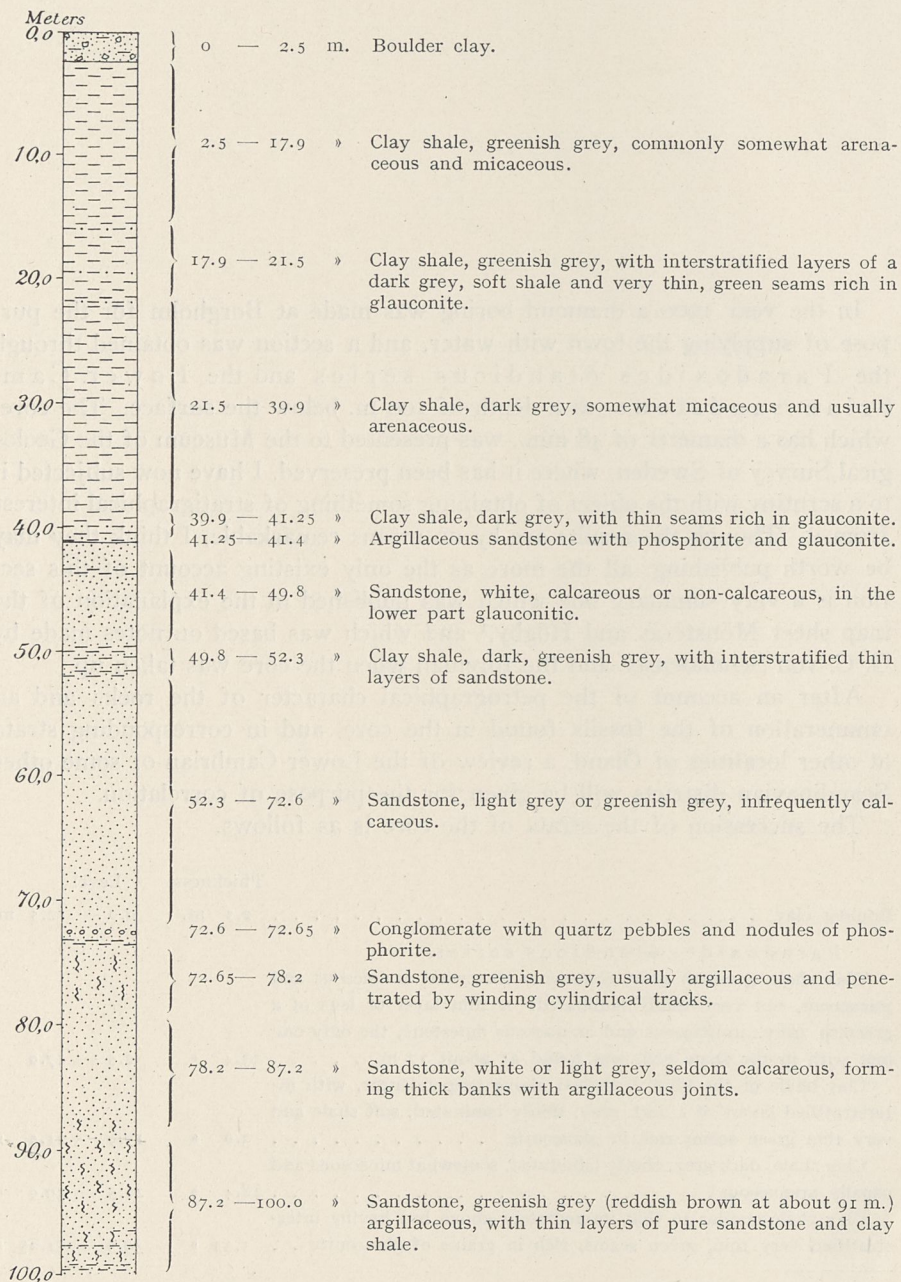 Meters
0,0
0 — 2.5 m. Boulder clay.
10,0
2.5 — 17.9 » Clay shale, greenish grey, commonly somewhat arena-
ceous and micaceous.
17.9 — 21.5 » Clay shale, greenish grey, with interstratified layers of a
20,0
dark grey, soft shale and very thin, green seams rich in
glauconite.
30,0
21.5 — 39.9 » Clay shale, dark grey, somewhat micaceous and usually
arenaceous.
39.9 — 41.25 » Clay shale, dark grey, with thin seams rich in glauconite.
40,0
41.25— 41.4 » Argillaceous sandstone with phosphorite and glauconite.
41.4 — 49.8 » Sandstone, white, calcareous or non-calcareous, in the
lower part glauconitic.
50,0
49.8 — 52.3 » Clay shale, dark, greenish grey, with interstratified thin
layers of sandstone.
60,0
52.3 — 72.6 » Sandstone, light grey or greenish grey, infrequently cal-
careous.
70,0
72.6 — 72.65 » Conglomerate with quartz pebbles and nodules of phos-
phorite.
72.65— 78.2 » Sandstone, greenish grey, usually argillaceous and pene-
trated by winding cylindrical tracks.
80,0
78.2 — 87.2 » Sandstone, white or light grey, seldom calcareous, form-
ing thick banks with argillaceous joints.
90,0
87.2 —100.0 » Sandstone, greenish grey (reddish brown at about 91 m.)
argillaceous, with thin layers of pure sandstone and clay
shale.
100,0